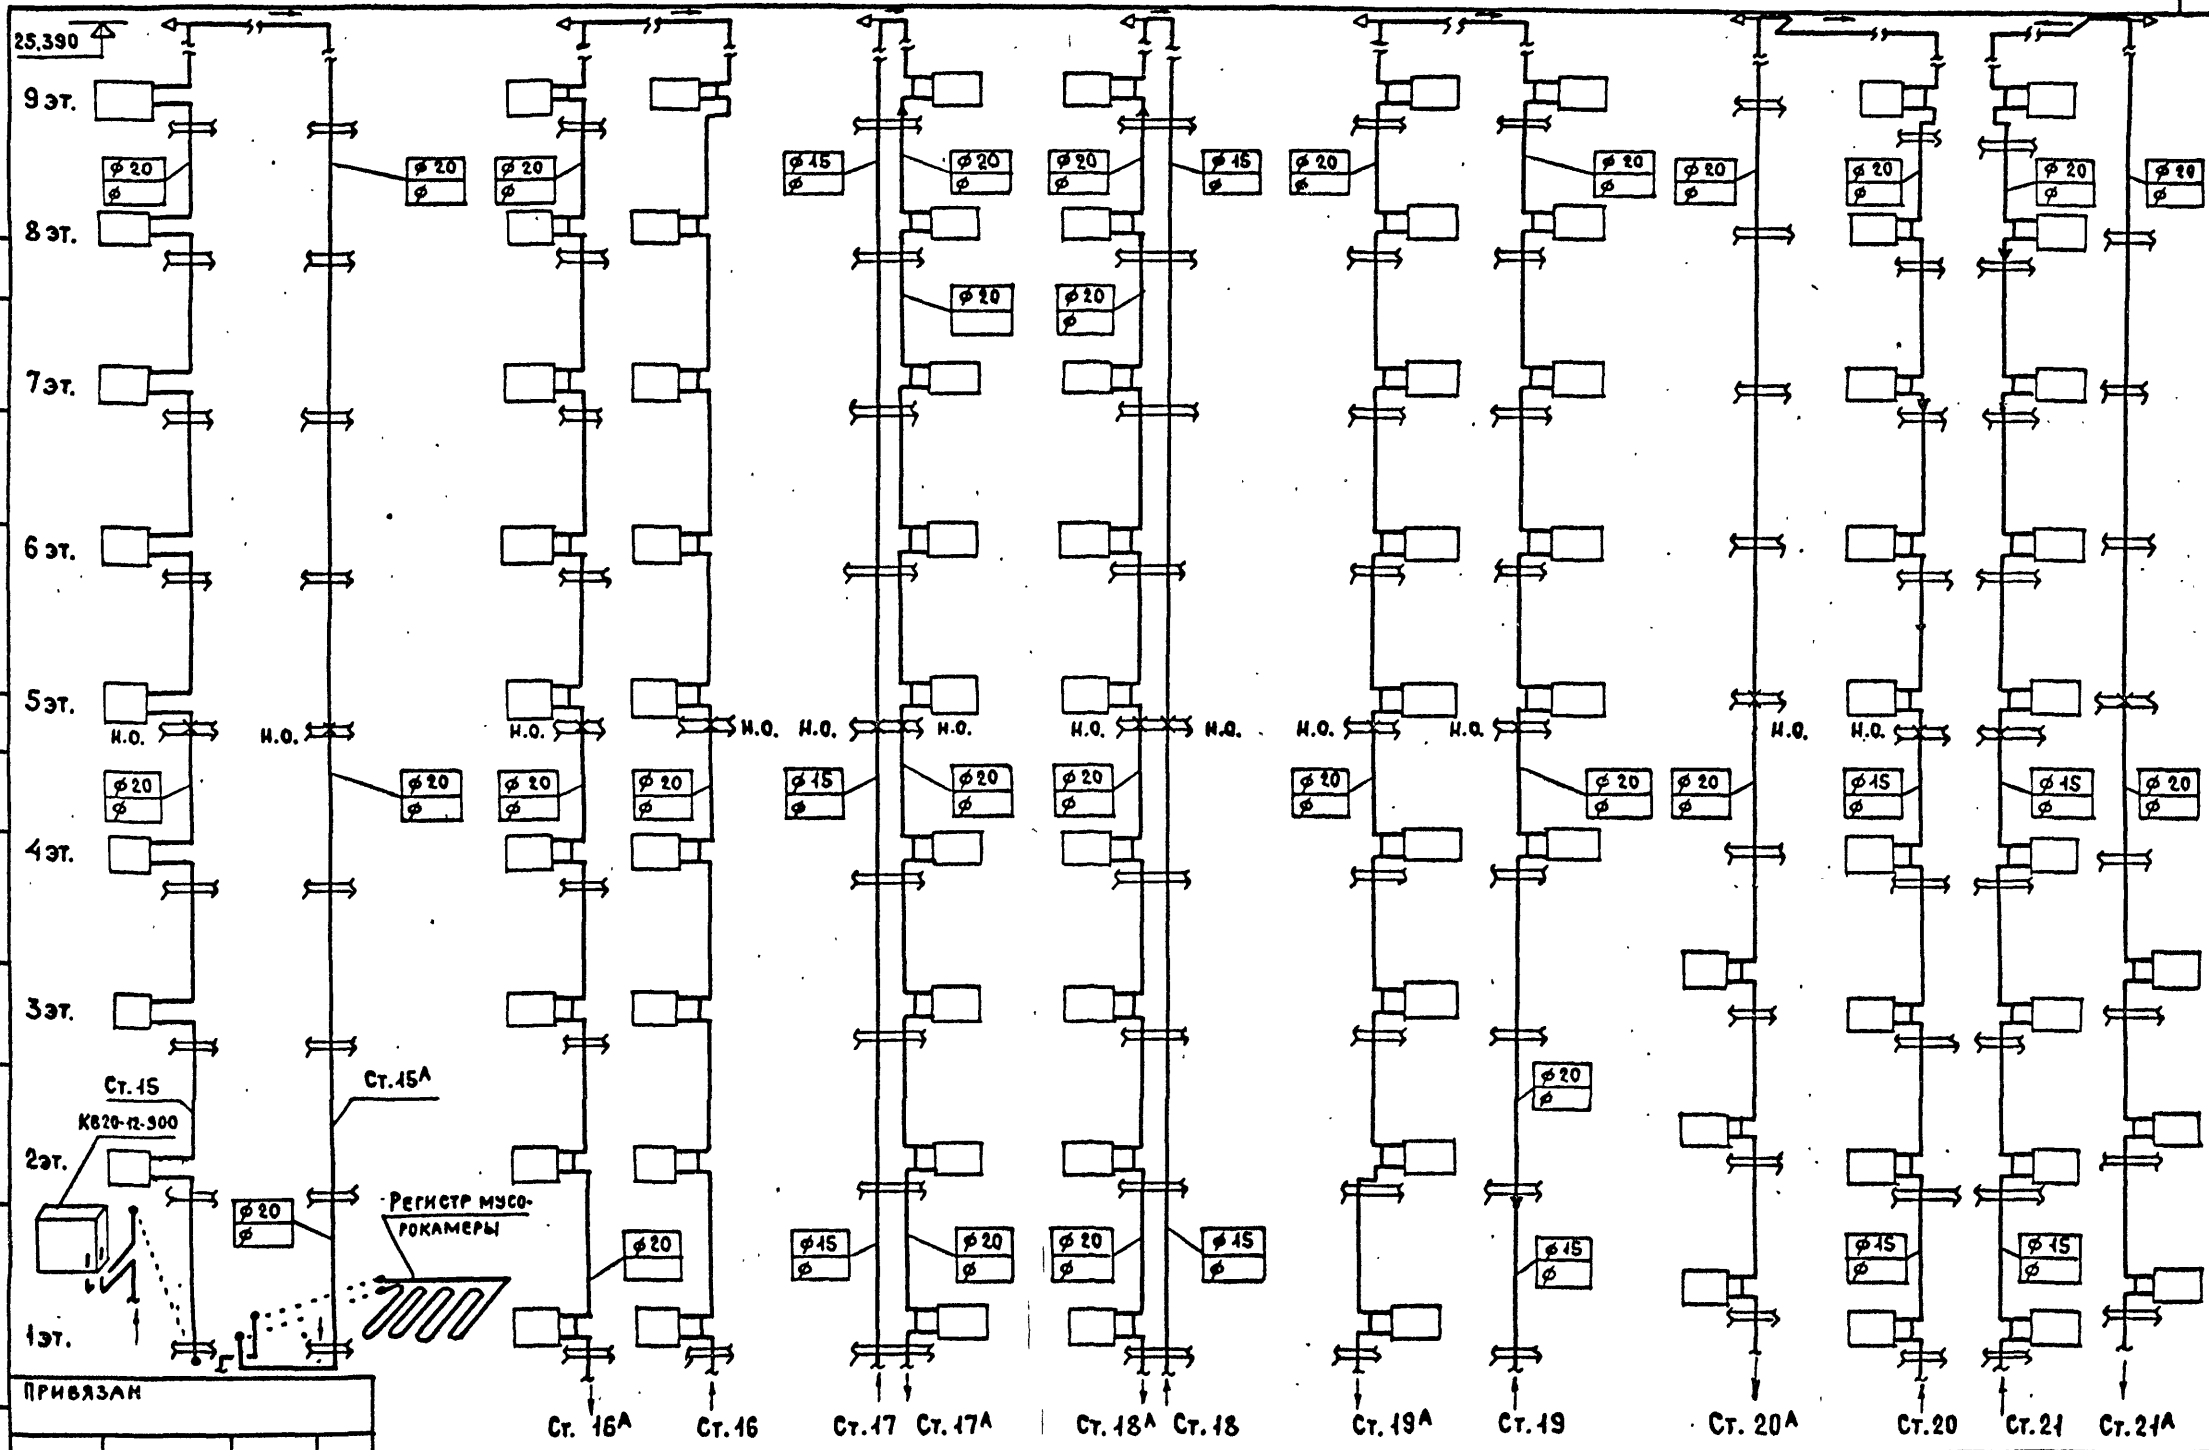 25.390
9 эт.
ϕ 20
ϕ
ϕ 20
ϕ
ϕ 20
ϕ
ϕ 15
ϕ
ϕ 20
ϕ
ϕ 20
ϕ
ϕ 15
ϕ
ϕ 20
ϕ
ϕ 20
ϕ
ϕ 20
ϕ
ϕ 20
ϕ
ϕ 20
ϕ
ϕ 20
ϕ
8 эт.
ϕ 20
ϕ 20
ϕ
7 эт.
6 эт.
5 эт.
н.о.
н.о.
н.о.
н.о.
н.о.
н.о.
н.о.
н.о.
н.о.
н.о.
н.о.
н.о.
ϕ 20
ϕ
ϕ 20
ϕ
ϕ 20
ϕ
ϕ 20
ϕ
ϕ 15
ϕ
ϕ 20
ϕ
ϕ 20
ϕ
ϕ 20
ϕ
ϕ 20
ϕ
ϕ 20
ϕ
ϕ 15
ϕ
ϕ 15
ϕ
ϕ 20
ϕ
4 эт.
3 эт.
Ст.15
Ст.15А
ϕ 20
ϕ
КВ20-12-900
2 эт.
ϕ 20
ϕ
Регистр мусо-
рокамеры
ϕ 20
ϕ 15
ϕ
ϕ 20
ϕ
ϕ 20
ϕ
ϕ 15
ϕ
ϕ 15
ϕ
ϕ 15
ϕ
ϕ 15
ϕ
1 эт.
Привязан
Ст. 16А
Ст.16
Ст.17
Ст.17А
Ст.18А
Ст.18
Ст.19А
Ст.19
Ст. 20А
Ст.20
Ст.21
Ст.21А